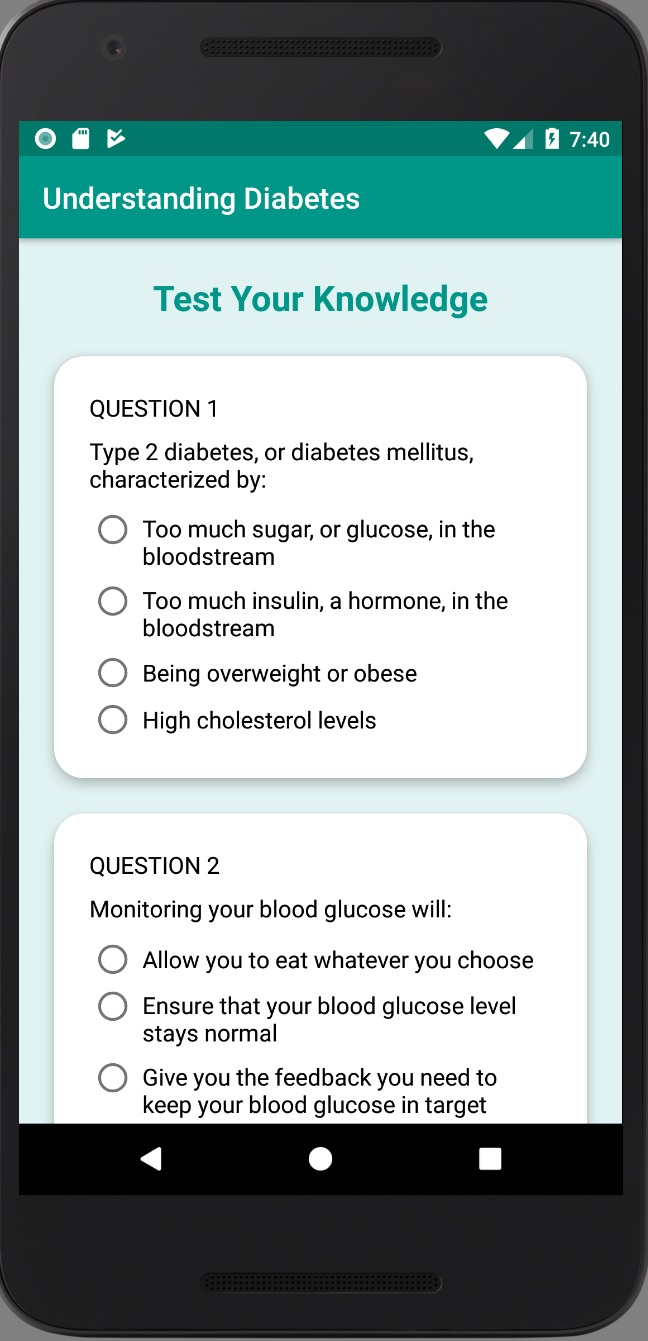 7:40
Understanding Diabetes
Test Your Knowledge
QUESTION 1
Type 2 diabetes, or diabetes mellitus,
characterized by:
Too much sugar, or glucose, in the
bloodstream
Too much insulin, a hormone, in the
bloodstream
Being overweight or obese
High cholesterol levels
QUESTION 2
Monitoring your blood glucose will:
Allow you to eat whatever you choose
Ensure that your blood glucose level
stays normal
Give you the feedback you need to
keep your blood glucose in target